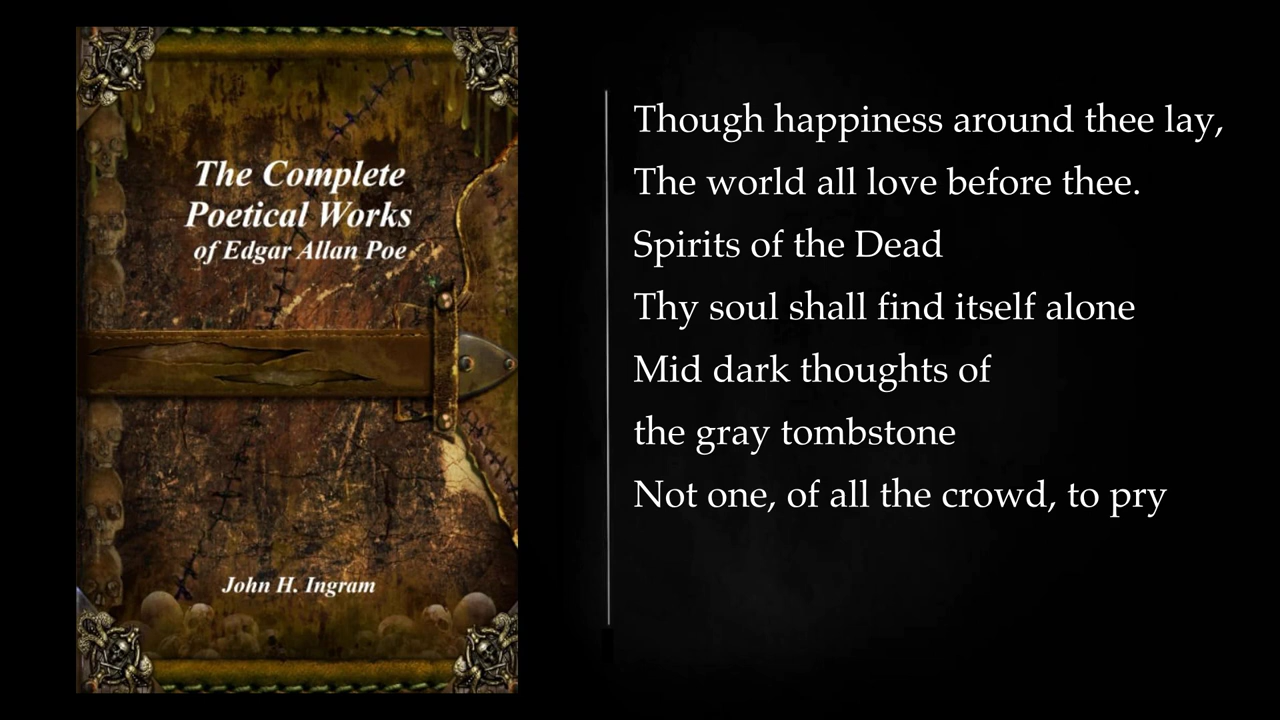 The Complete
Poetical Works
of Edgar Allan Poe
John H. Ingram
Though happiness around thee lay,
The world all love before thee.
Spirits of the Dead
Thy soul shall find itself alone
Mid dark thoughts of
the gray tombstone
Not one, of all the crowd, to pry